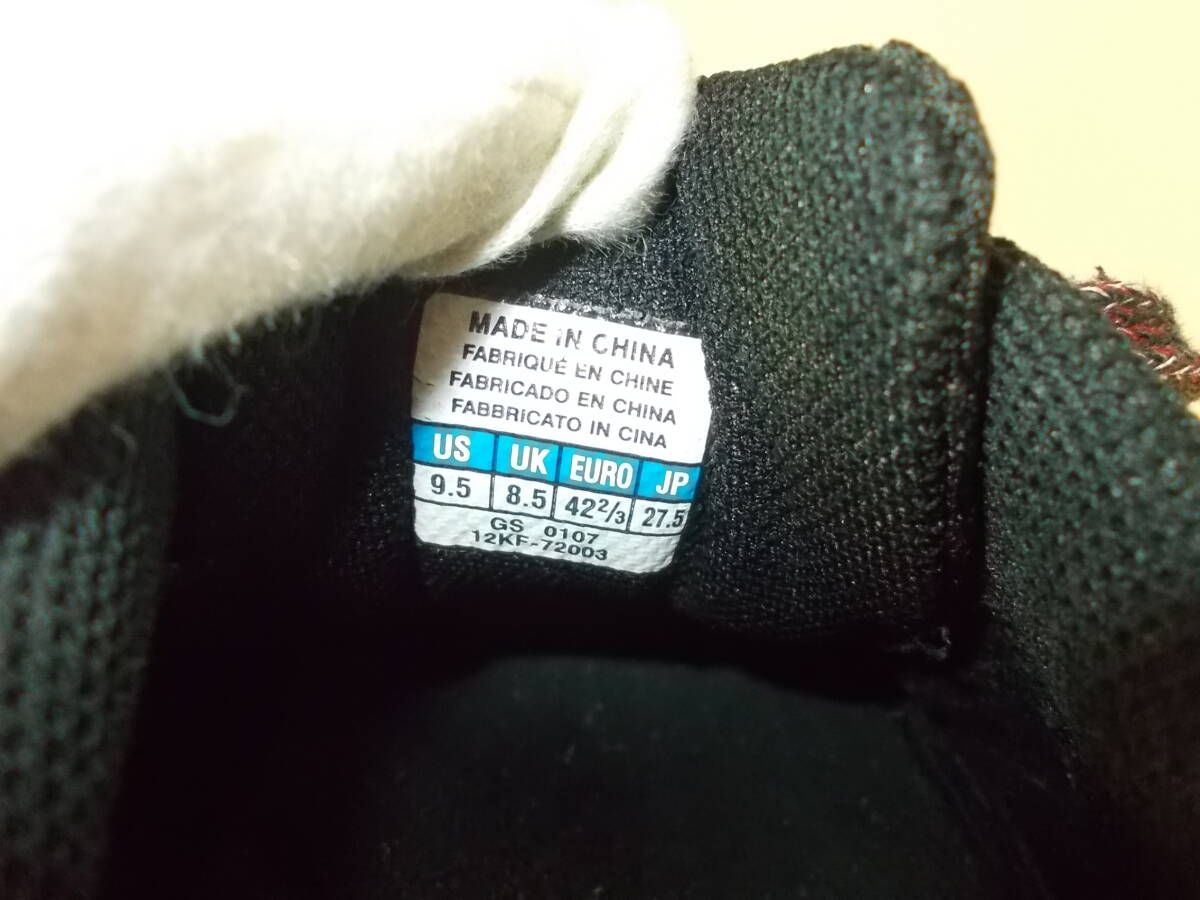 MADE IN CHINA
FABRIQUÉ EN CHINE
FABRICADO EN CHINA
FABBRICATO IN CINA
US UK EURO JP
9.5 8.5 42⅔ 27.5
GS 0107
12KF-72003